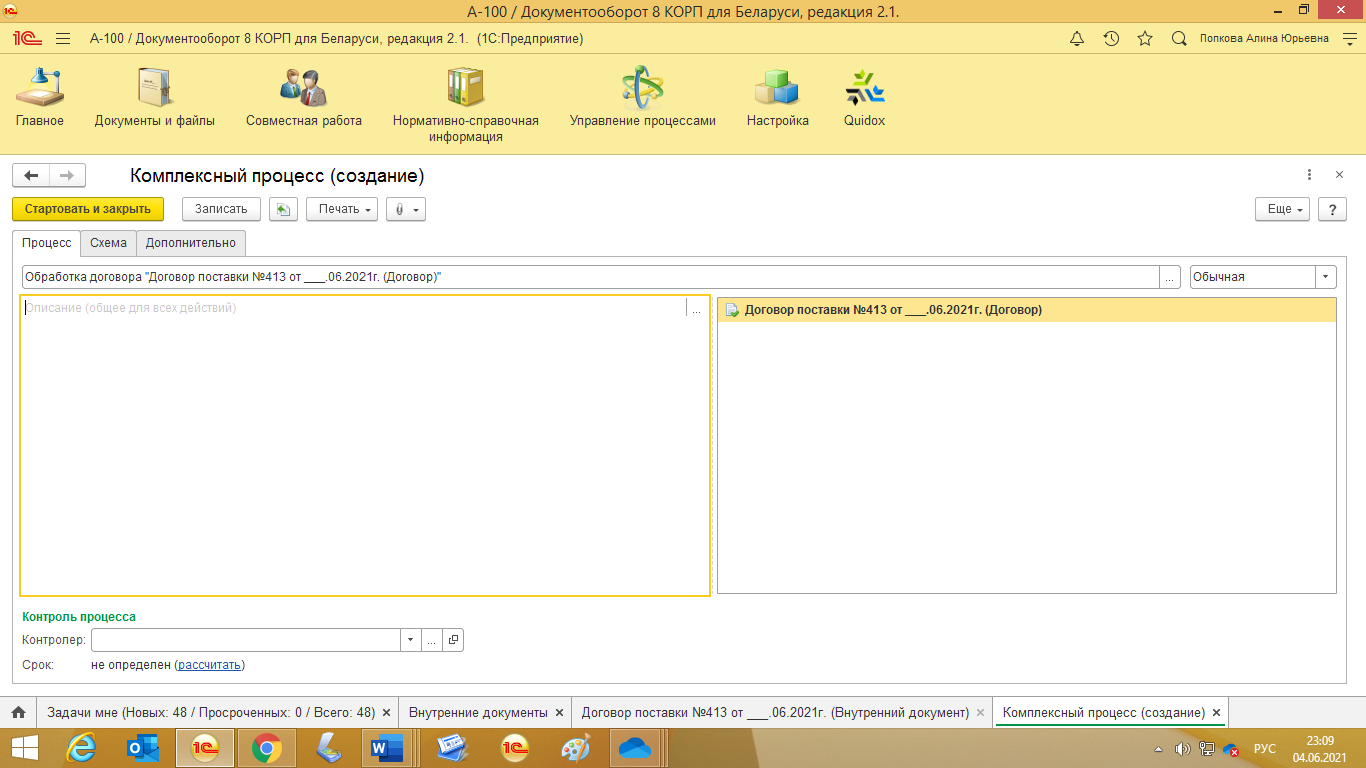 А-100 / Документооборот 8 КОРП для Беларуси, редакция 2.1.
1С А-100 / Документооборот 8 КОРП для Беларуси, редакция 2.1. (1С:Предприятие) Попкова Алина Юрьевна
Главное Документы и файлы Совместная работа Нормативно-справочная информация Управление процессами Настройка Quidox
Комплексный процесс (создание)
Стартовать и закрыть Записать Печать Еще ?
Процесс Схема Дополнительно
Обработка договора "Договор поставки №413 от ___.06.2021г. (Договор)" ... Обычная
Описание (общее для всех действий) ... Договор поставки №413 от ___.06.2021г. (Договор)
Контроль процесса
Контролер: ...
Срок: не определен (рассчитать)
Задачи мне (Новых: 48 / Просроченных: 0 / Всего: 48) Внутренние документы Договор поставки №413 от ___.06.2021г. (Внутренний документ) Комплексный процесс (создание)
РУС 23:09
04.06.2021